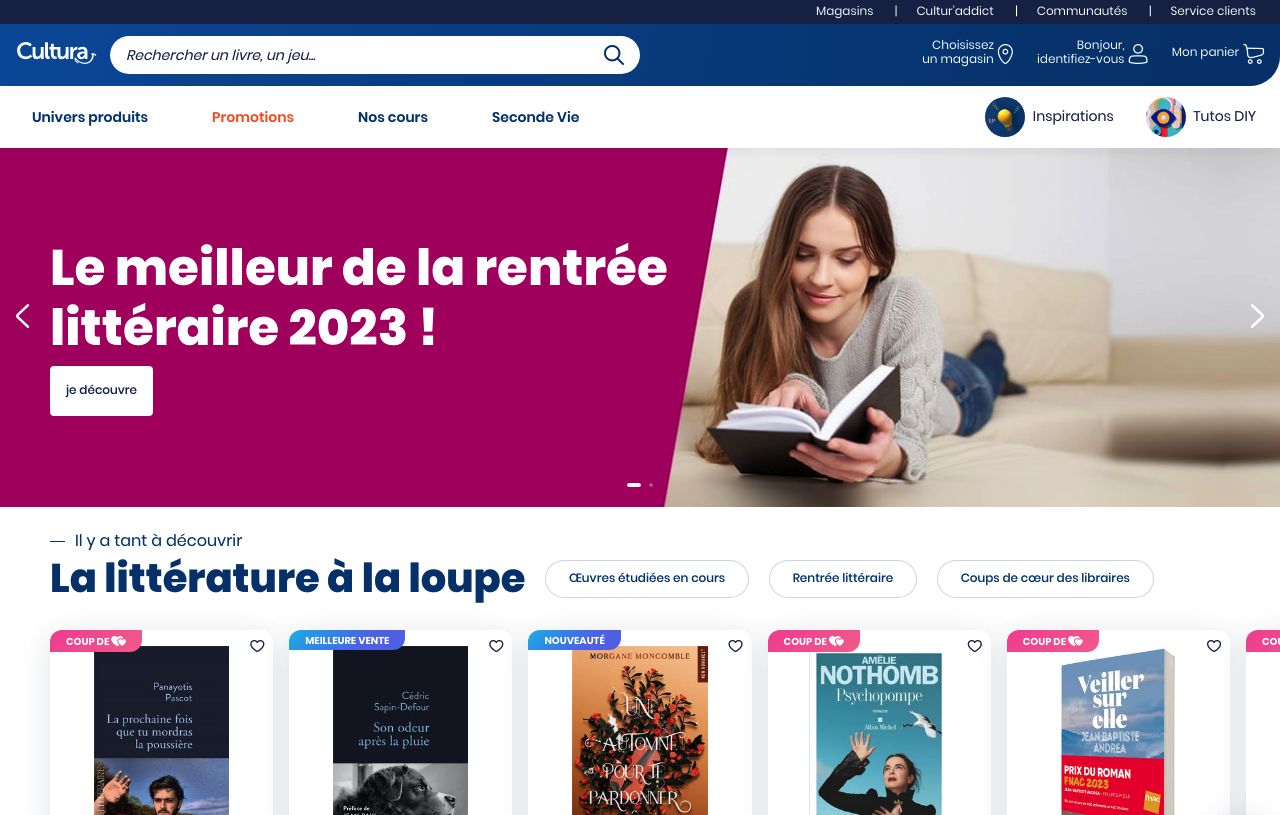 Magasins | Cultur'addict | Communautés | Service clients
Cultura
Rechercher un livre, un jeu...
Choisissez
un magasin
Bonjour,
identifiez-vous
Mon panier
Univers produits
Promotions
Nos cours
Seconde Vie
Inspirations
Tutos DIY
Le meilleur de la rentrée
littéraire 2023 !
je découvre
Il y a tant à découvrir
La littérature à la loupe
Œuvres étudiées en cours
Rentrée littéraire
Coups de cœur des libraires
COUP DE
Panayotis
Pascot
La prochaine fois
que tu mordras
la poussière
MEILLEURE VENTE
Cédric
Sapin-Defour
Son odeur
après la pluie
Préface de
NOUVEAUTÉ
MORGANE MONCOMBLE
UN
AUTOMNE
POUR TE
PARDONNER
COUP DE
AMÉLIE
NOTHOMB
Psychopompe
Albin Michel
COUP DE
Veiller
sur
elle
JEAN-BAPTISTE
ANDREA
PRIX DU ROMAN
FNAC 2023
fnac
COU